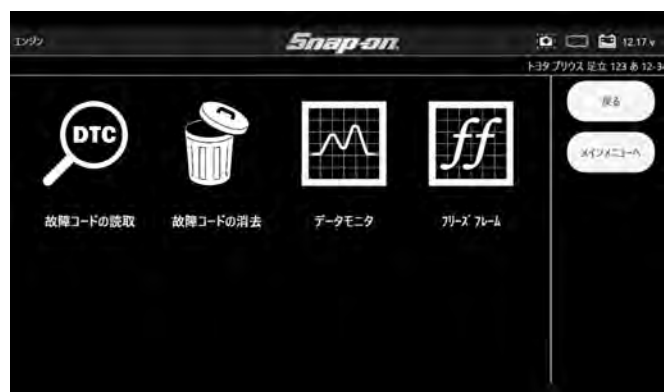 エンジン
Snap-on
12.17 v
トヨタ プリウス 足立 123 あ 12-34
戻る
メインメニューへ
DTC
ff
故障コードの読取
故障コードの消去
データモニタ
フリーズ フレーム